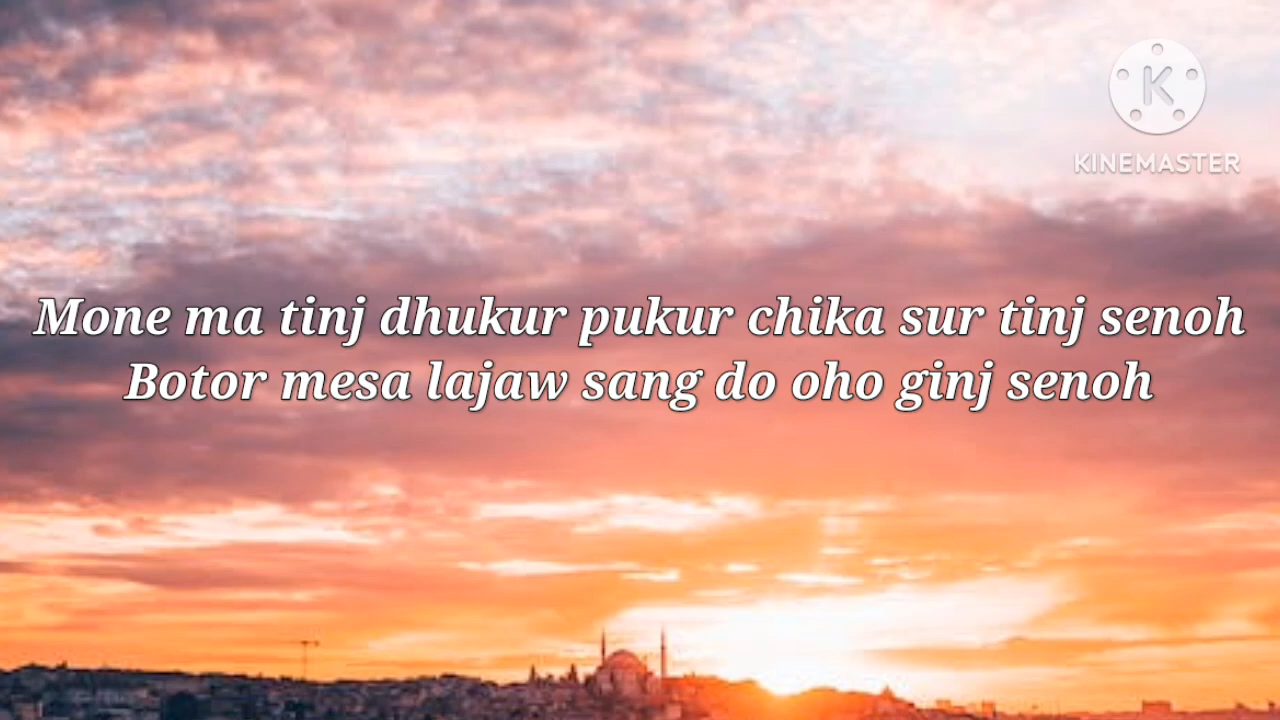 K
KINEMASTER
Mone ma tinj dhukur pukur chika sur tinj senoh
Botor mesa lajaw sang do oho ginj senoh